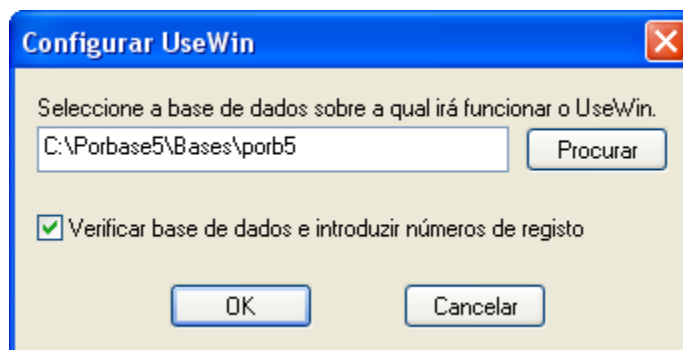 Configurar UseWin
Seleccione a base de dados sobre a qual irá funcionar o UseWin.
C:\Porbase5\Bases\porb5
Procurar
Verificar base de dados e introduzir números de registo
OK
Cancelar